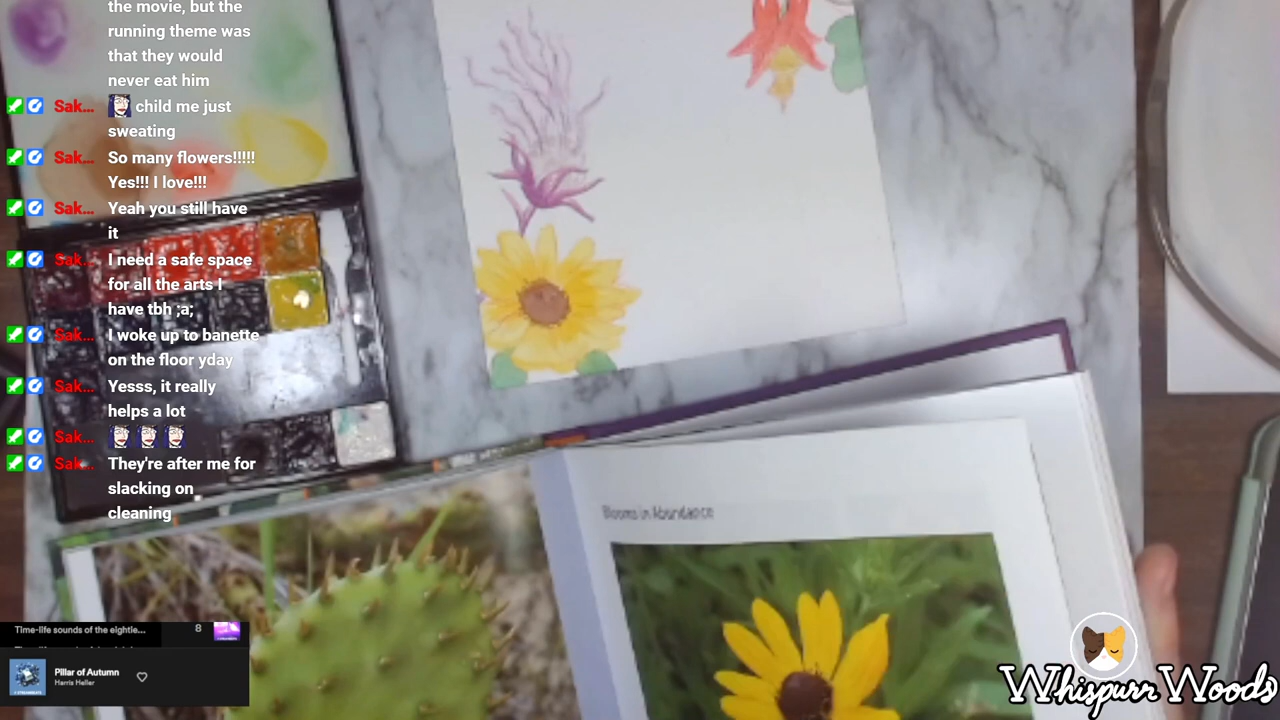 the movie, but the
running theme was
that they would
never eat him
Sak... child me just
sweating
Sak... So many flowers!!!!!
Yes!!! I love!!!
Sak... Yeah you still have
it
Sak... I need a safe space
for all the arts I
have tbh ;a;
Sak... I woke up to banette
on the floor yday
Sak... Yesss, it really
helps a lot
Sak...
Sak... They're after me for
slacking on
cleaning
Blooms in Abundance
Time-life sounds of the eightie... 8
Pillar of Autumn
Harris Heller
Whispurr Woods